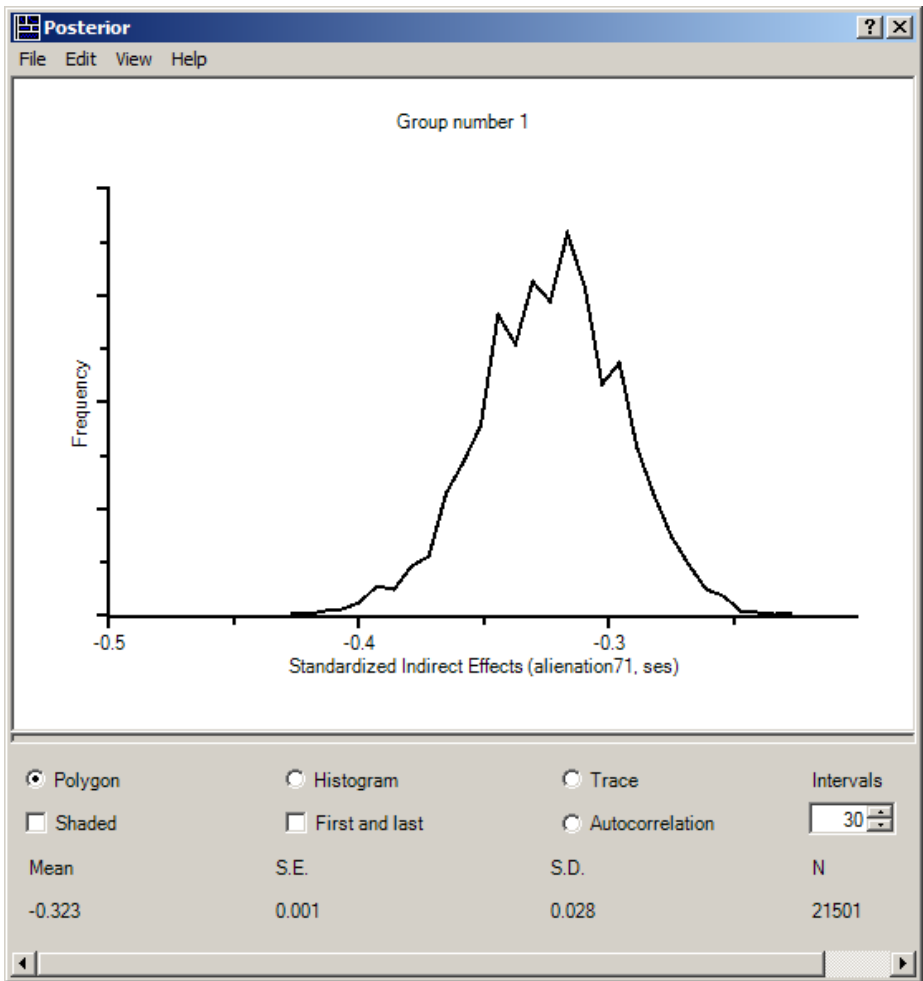 Posterior
File Edit View Help
Group number 1
Frequency
-0.5 -0.4 -0.3
Standardized Indirect Effects (alienation71, ses)
Polygon Histogram Trace Intervals
Shaded First and last Autocorrelation 30
Mean S.E. S.D. N
-0.323 0.001 0.028 21501